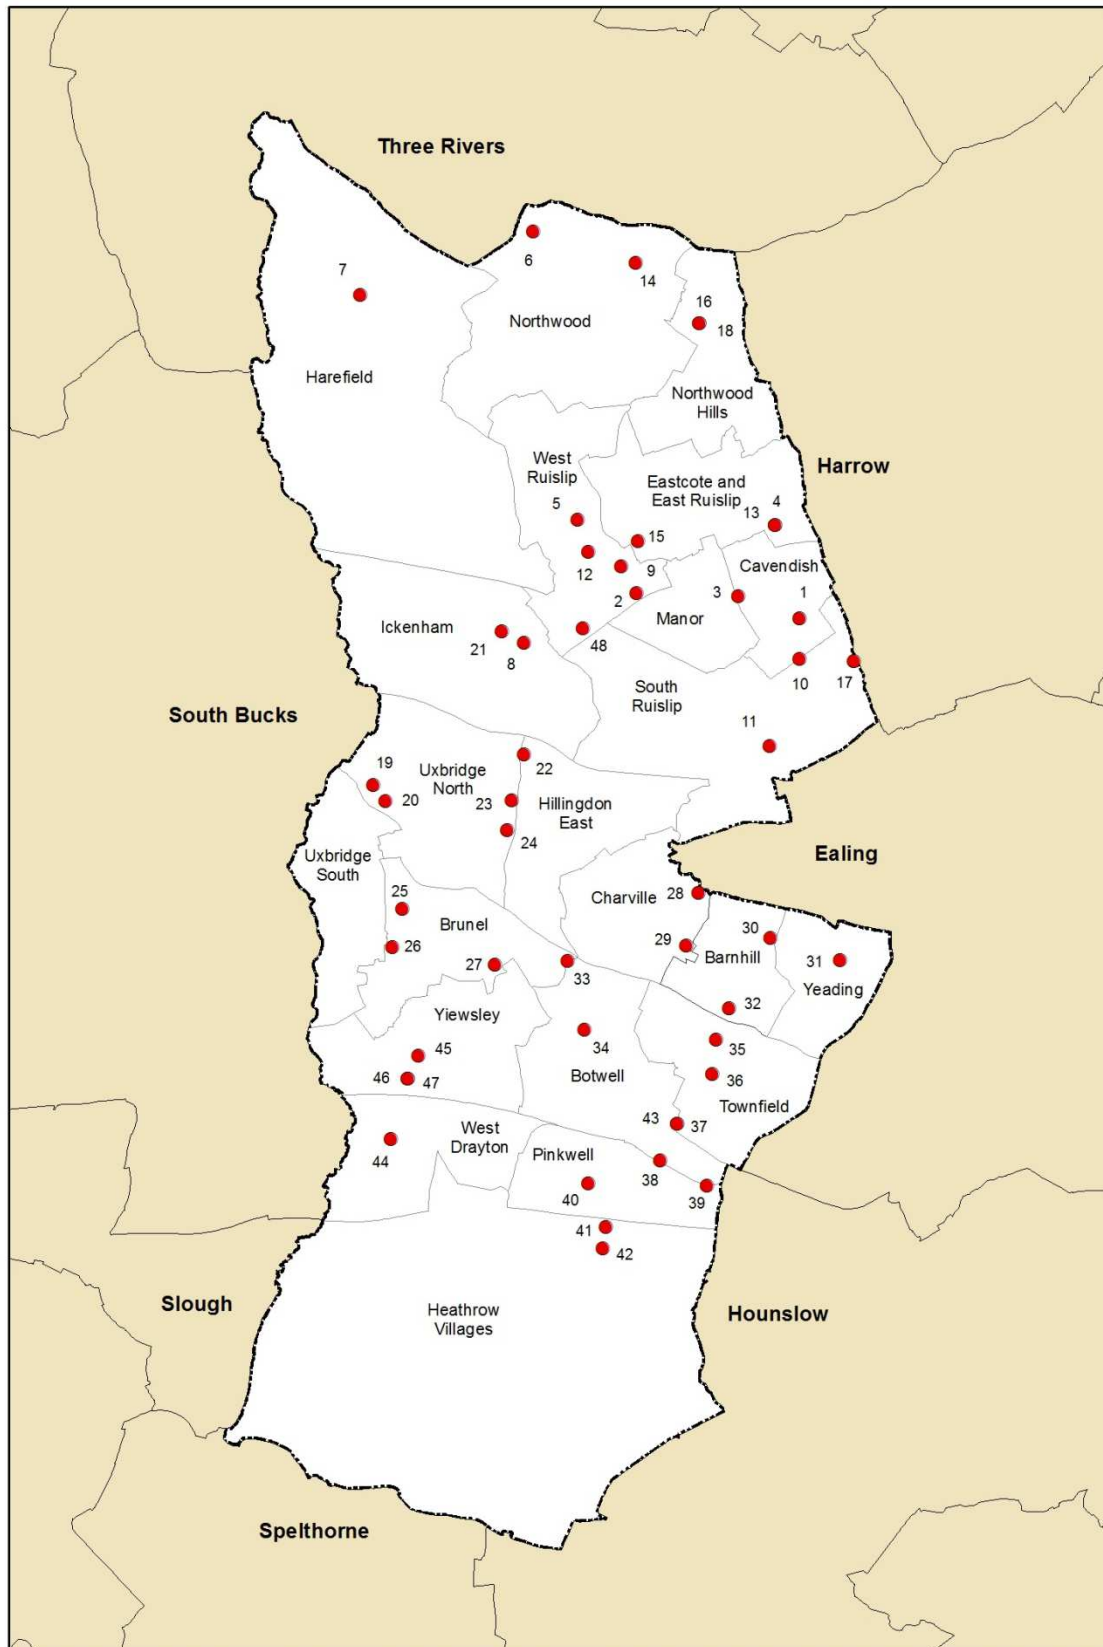 Three Rivers
6
14
7
16
18
Northwood
Harefield
Northwood
Hills
West
Ruislip
Harrow
Eastcote and
East Ruislip
5
13
4
15
12
9
Cavendish
2
3
1
Manor
Ickenham
21
8
48
10
17
South
Ruislip
South Bucks
11
22
19
Uxbridge
North
20
23
Hillingdon
East
24
Ealing
Uxbridge
South
25
Charville
28
Brunel
30
29
Barnhill
26
27
33
31
Yeading
32
Yiewsley
34
35
45
Botwell
46
47
36
Townfield
43
37
West
Drayton
44
Pinkwell
38
40
39
41
42
Slough
Heathrow
Villages
Hounslow
Spelthorne